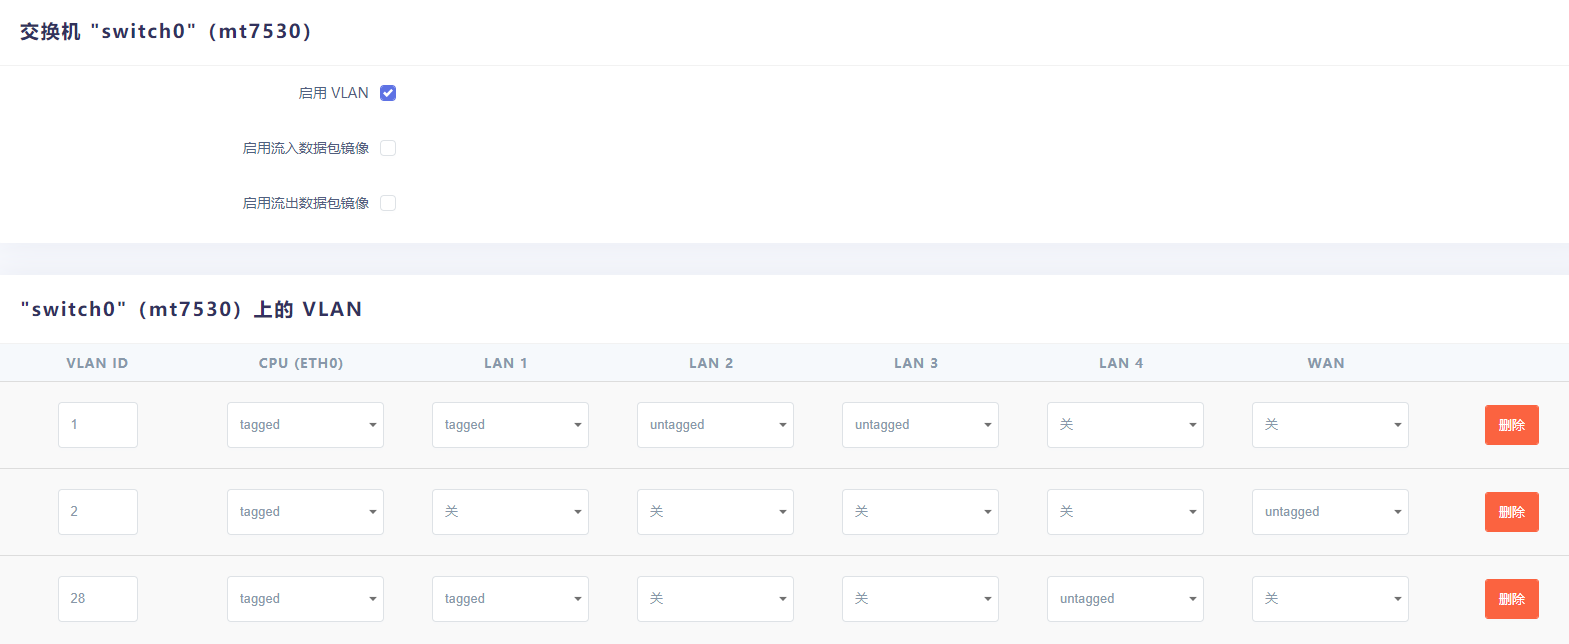 交换机 "switch0"（mt7530）
启用 VLAN
启用流入数据包镜像
启用流出数据包镜像
"switch0"（mt7530）上的 VLAN
VLAN ID CPU (ETH0) LAN 1 LAN 2 LAN 3 LAN 4 WAN
1 tagged tagged untagged untagged 关 关 删除
2 tagged 关 关 关 关 untagged 删除
28 tagged tagged 关 关 untagged 关 删除